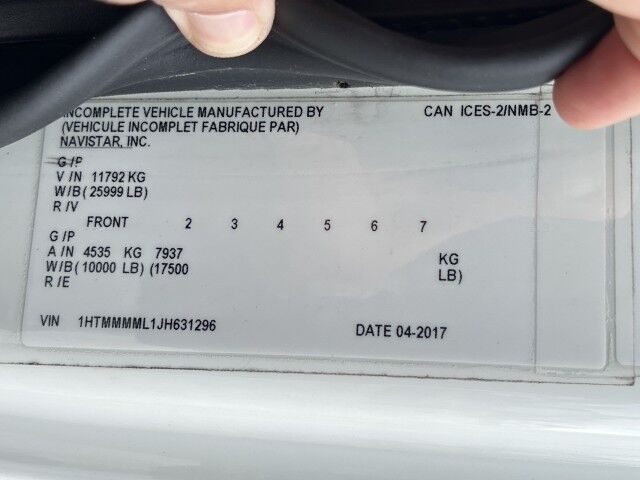 INCOMPLETE VEHICLE MANUFACTURED BY CAN ICES-2/NMB-2
(VEHICULE INCOMPLET FABRIQUE PAR)
NAVISTAR, INC.
G /P
V /N 11792 KG
W/B( 25999 LB)
R /V
FRONT 2 3 4 5 6 7
G /P
A /N 4535 KG 7937 KG
W/B( 10000 LB) (17500 LB)
R /E
VIN 1HTMMMML1JH631296 DATE 04-2017